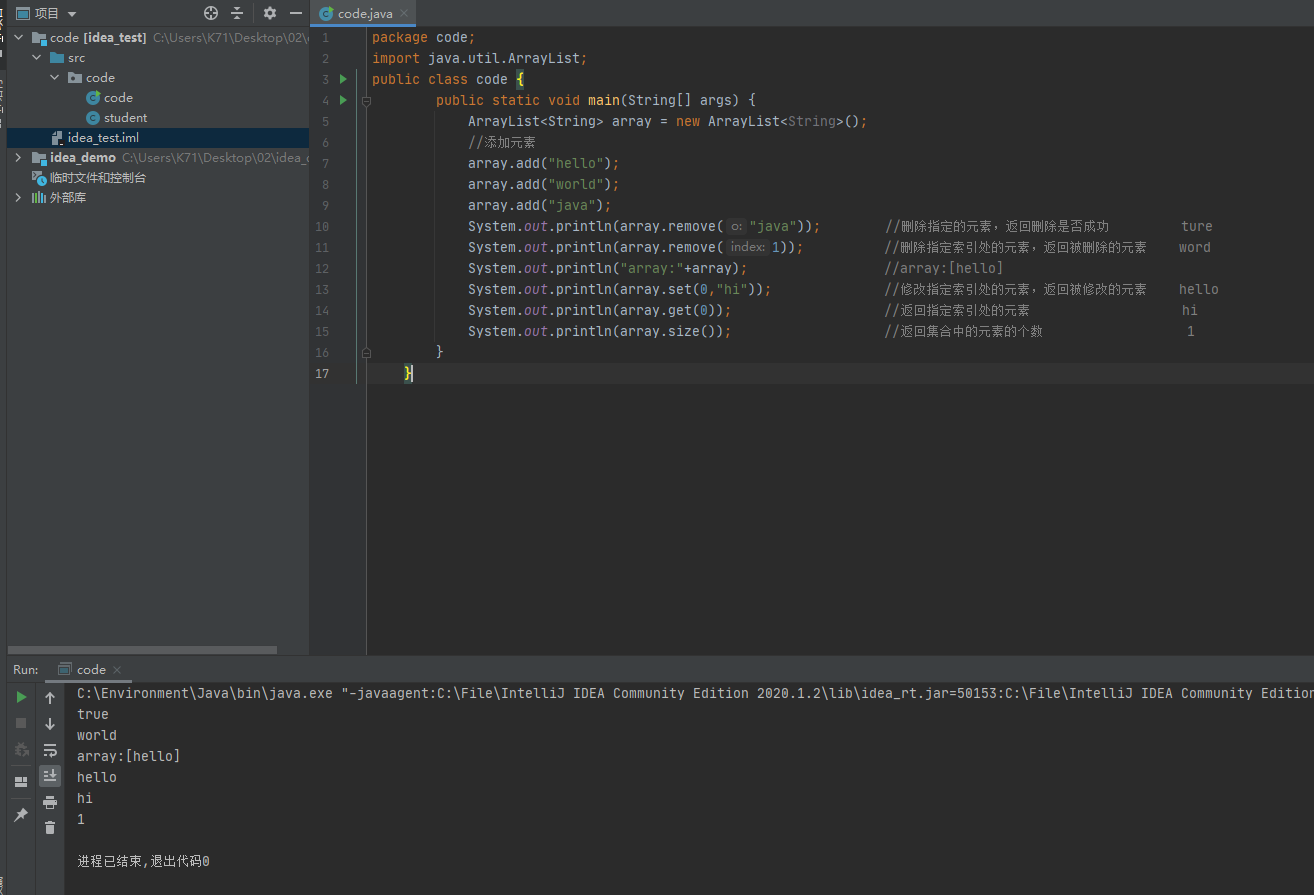 项目
code.java
code [idea_test] C:\Users\K71\Desktop\02\
src
code
code
student
idea_test.iml
idea_demo C:\Users\K71\Desktop\02\idea_
临时文件和控制台
外部库
1 package code;
2 import java.util.ArrayList;
3 public class code {
4 public static void main(String[] args) {
5 ArrayList<String> array = new ArrayList<String>();
6 //添加元素
7 array.add("hello");
8 array.add("world");
9 array.add("java");
10 System.out.println(array.remove( o: "java")); //删除指定的元素，返回删除是否成功 ture
11 System.out.println(array.remove( index: 1)); //删除指定索引处的元素，返回被删除的元素 word
12 System.out.println("array:"+array); //array:[hello]
13 System.out.println(array.set(0,"hi")); //修改指定索引处的元素，返回被修改的元素 hello
14 System.out.println(array.get(0)); //返回指定索引处的元素 hi
15 System.out.println(array.size()); //返回集合中的元素的个数 1
16 }
17 }
Run: code
C:\Environment\Java\bin\java.exe "-javaagent:C:\File\IntelliJ IDEA Community Edition 2020.1.2\lib\idea_rt.jar=50153:C:\File\IntelliJ IDEA Community Edition
true
world
array:[hello]
hello
hi
1
进程已结束,退出代码0